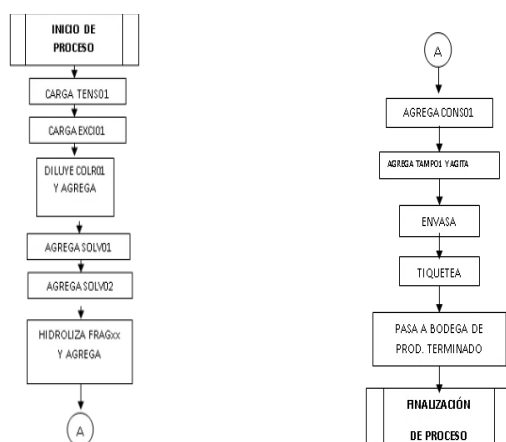 INICIO DE
PROCESO
CARGA TENS01
CARGA EXCI01
DILUYE COLR01
Y AGREGA
AGREGA SOLV01
AGREGA SOLV02
HIDROLIZA FRAGxx
Y AGREGA
A
A
AGREGA CONS01
AGREGA TAMPO1 Y AGITA
ENVASA
TIQUETEA
PASA A BODEGA DE
PROD. TERMINADO
FINALIZACIÓN
DE PROCESO